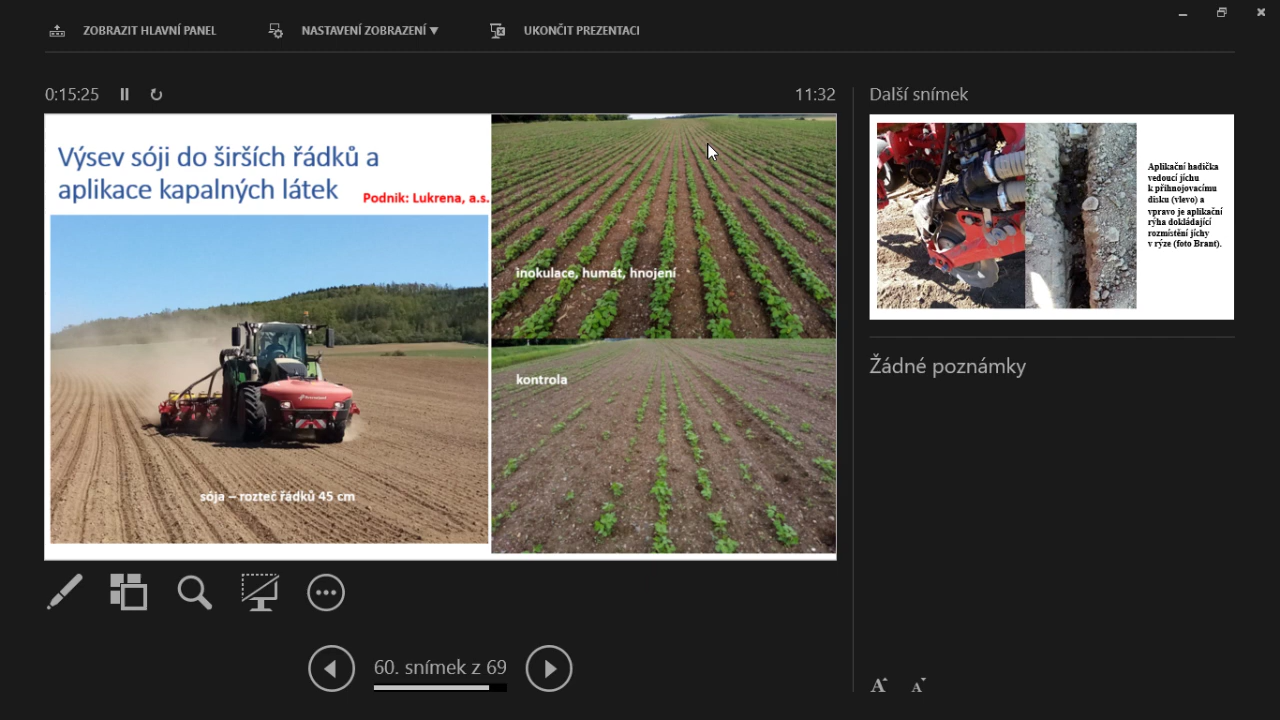 ZOBRAZIT HLAVNÍ PANEL
NASTAVENÍ ZOBRAZENÍ ▼
UKONČIT PREZENTACI
0:15:25
11:32
Výsev sóji do širších řádků a
aplikace kapalných látek
Podnik: Lukrena, a.s.
inokulace, humát, hnojení
kontrola
sója – rozteč řádků 45 cm
60. snímek z 69
Další snímek
Aplikační hadička
vedoucí jíchu
k přihnojovacímu
disku (vlevo) a
vpravo je aplikační
rýha dokládající
rozmístění jíchy
v rýze (foto Brant).
Žádné poznámky
A A